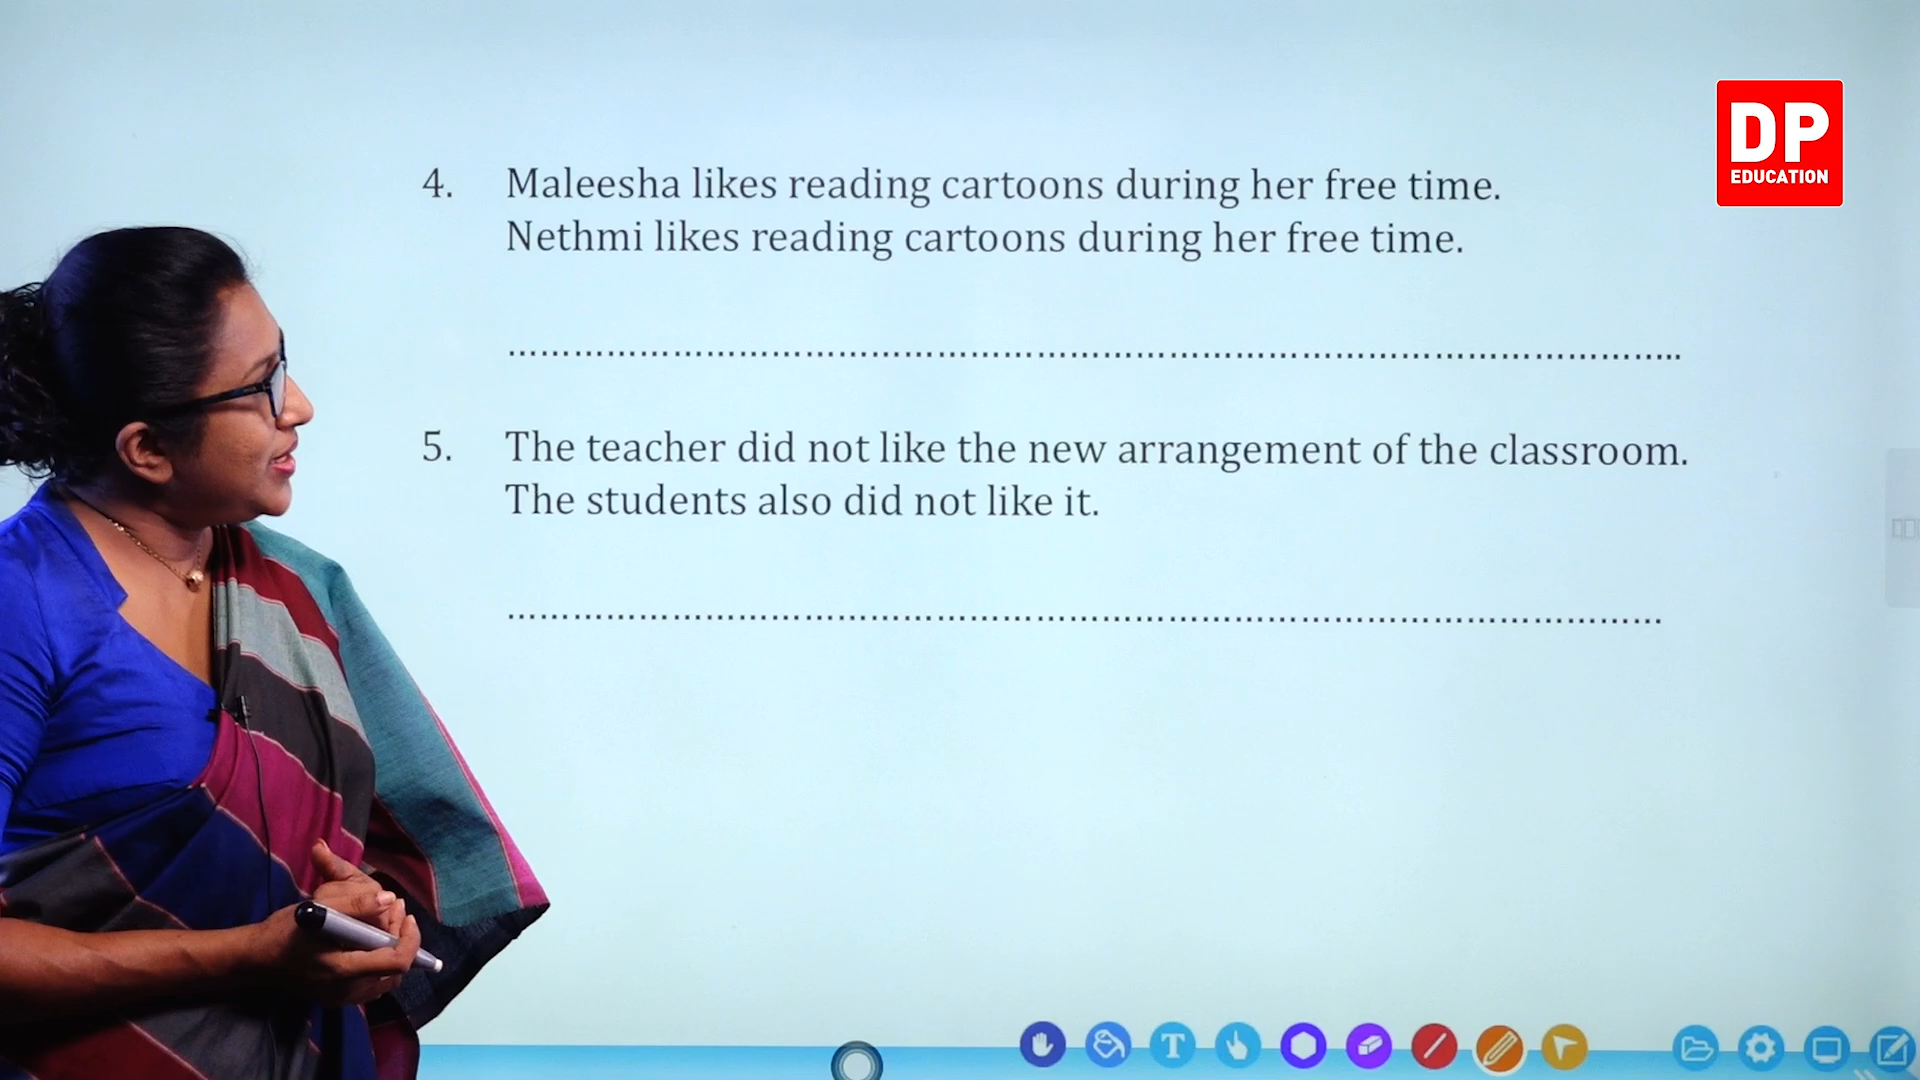 DP
EDUCATION
4. Maleesha likes reading cartoons during her free time.
Nethmi likes reading cartoons during her free time.
........................................................................................................
5. The teacher did not like the new arrangement of the classroom.
The students also did not like it.
........................................................................................................
T